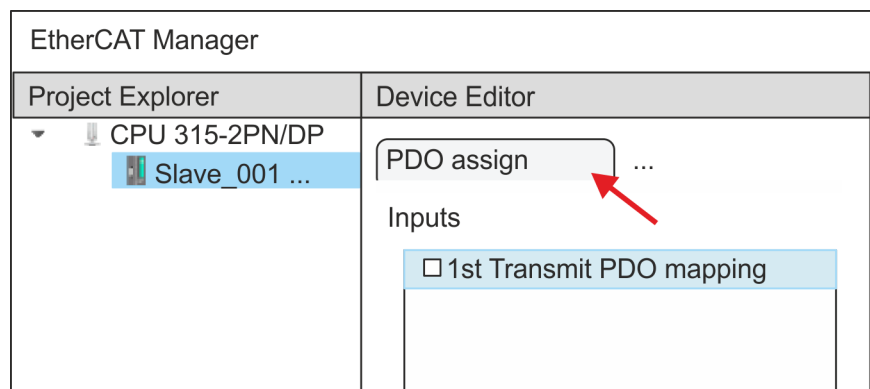 EtherCAT Manager
Project Explorer
Device Editor
CPU 315-2PN/DP
Slave_001 ...
PDO assign
...
Inputs
1st Transmit PDO mapping